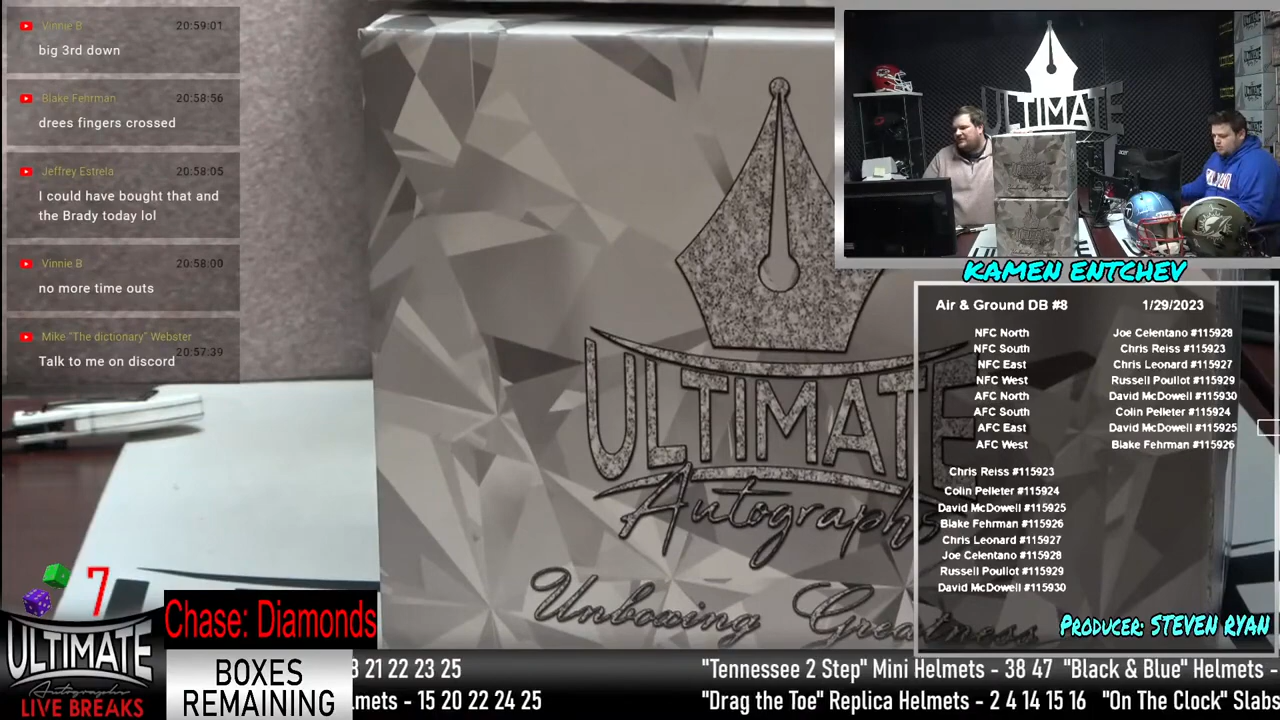 Vinnie B 20:59:01
big 3rd down
Blake Fehrman 20:58:56
drees fingers crossed
Jeffrey Estrela 20:58:05
I could have bought that and
the Brady today lol
Vinnie B 20:58:00
no more time outs
Mike "The dictionary" Webster
20:57:39
Talk to me on discord
ULTIMATE
KAMEN ENTCHEV
Air & Ground DB #8 1/29/2023
NFC North Joe Celentano #115928
NFC South Chris Reiss #115923
NFC East Chris Leonard #115927
NFC West Russell Pouliot #115929
AFC North David McDowell #115930
AFC South Colin Pelleter #115924
AFC East David McDowell #115925
AFC West Blake Fehrman #115926
Chris Reiss #115923
Colin Pelleter #115924
David McDowell #115925
Blake Fehrman #115926
Chris Leonard #115927
Joe Celentano #115928
Russell Pouliot #115929
David McDowell #115930
Producer: STEVEN RYAN
ULTIMATE
Autographs
Unboxing Greatness
7
ULTIMATE
Autographs
LIVE BREAKS
Chase: Diamonds
BOXES
REMAINING
3 21 22 23 25 "Tennessee 2 Step" Mini Helmets - 38 47 "Black & Blue" Helmets -
lmets - 15 20 22 24 25 "Drag the Toe" Replica Helmets - 2 4 14 15 16 "On The Clock" Slabs